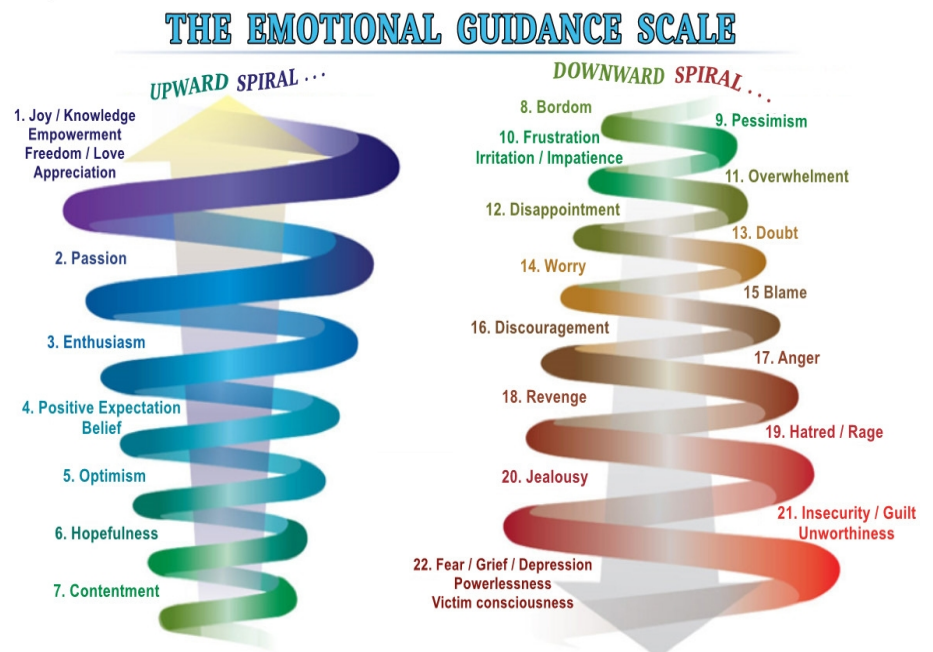 THE EMOTIONAL GUIDANCE SCALE
UPWARD SPIRAL . . .
1. Joy / Knowledge
Empowerment
Freedom / Love
Appreciation
2. Passion
3. Enthusiasm
4. Positive Expectation
Belief
5. Optimism
6. Hopefulness
7. Contentment
DOWNWARD SPIRAL . . .
8. Bordom
9. Pessimism
10. Frustration
Irritation / Impatience
11. Overwhelment
12. Disappointment
13. Doubt
14. Worry
15 Blame
16. Discouragement
17. Anger
18. Revenge
19. Hatred / Rage
20. Jealousy
21. Insecurity / Guilt
Unworthiness
22. Fear / Grief / Depression
Powerlessness
Victim consciousness